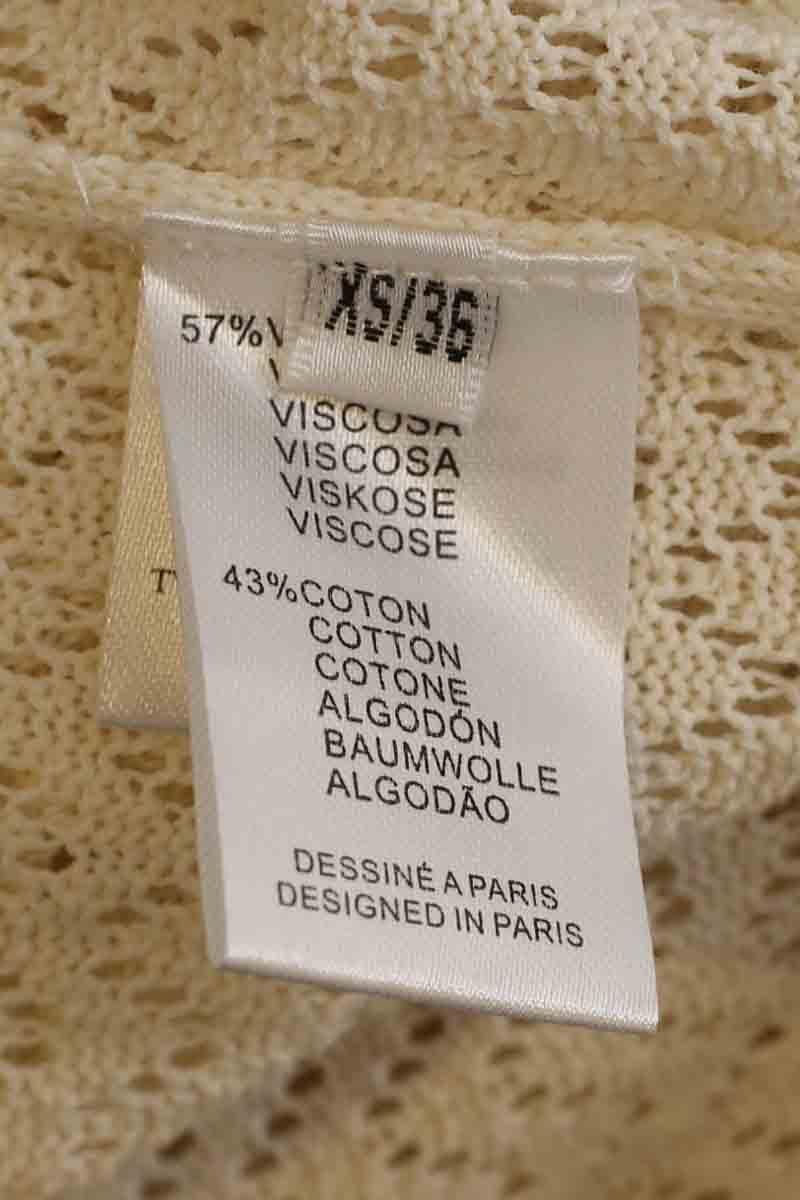 XS/36
57%
VISCOSA
VISCOSA
VISKOSE
VISCOSE
43%COTON
COTTON
COTONE
ALGODÓN
BAUMWOLLE
ALGODÃO
DESSINÉ A PARIS
DESIGNED IN PARIS